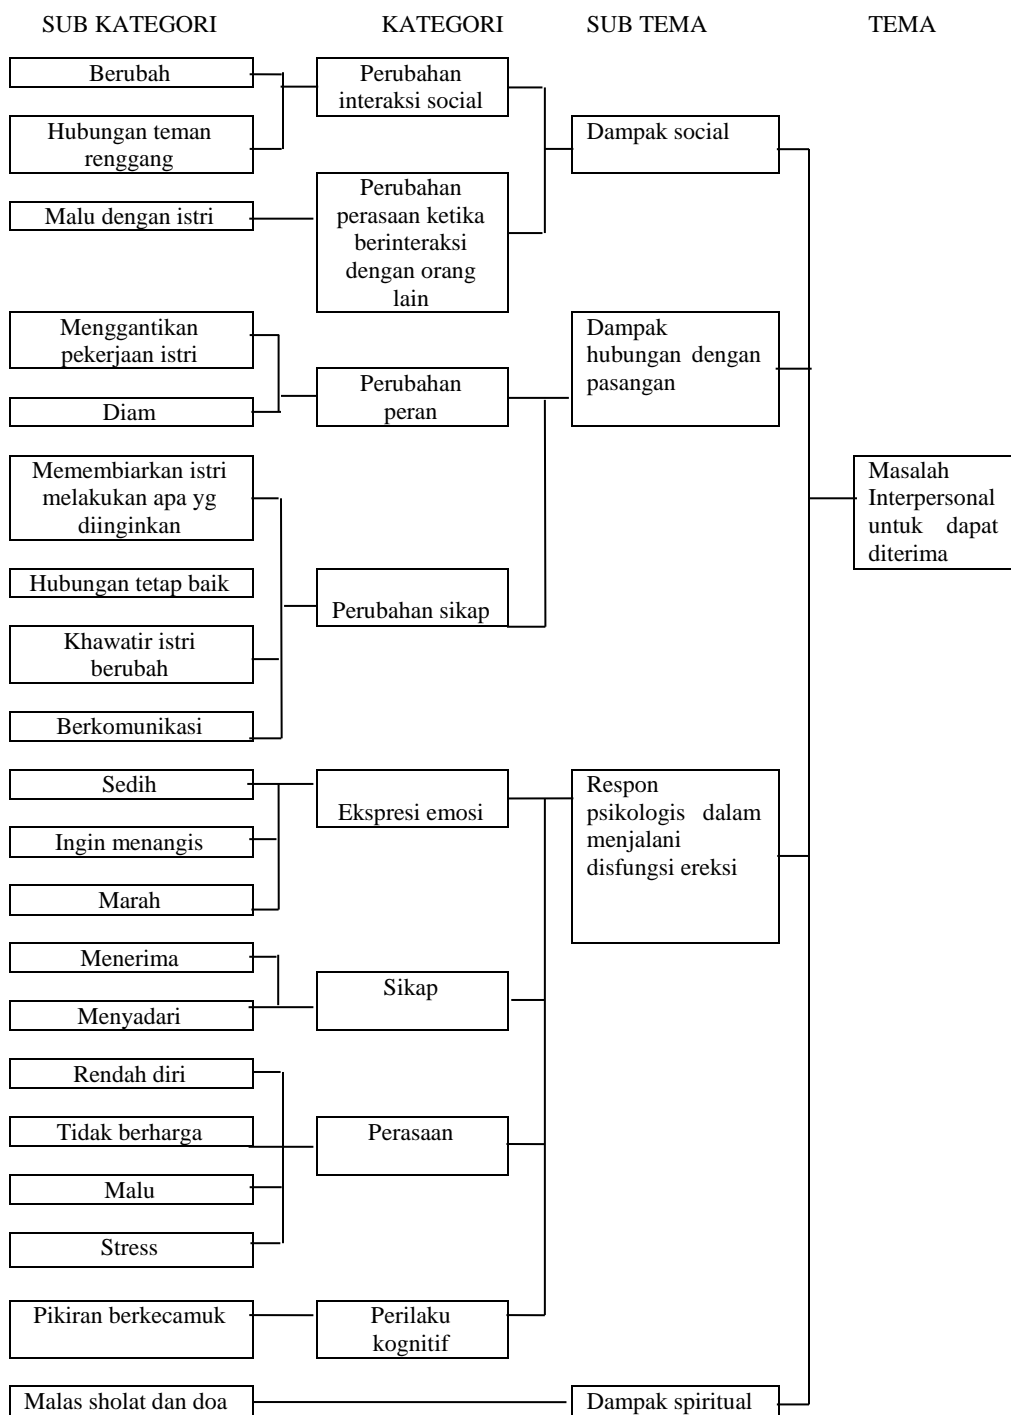 SUB KATEGORI
KATEGORI
SUB TEMA
TEMA
Berubah
Hubungan teman
renggang
Malu dengan istri
Menggantikan
pekerjaan istri
Diam
Memembiarkan istri
melakukan apa yg
diinginkan
Hubungan tetap baik
Khawatir istri
berubah
Berkomunikasi
Sedih
Ingin menangis
Marah
Menerima
Menyadari
Rendah diri
Tidak berharga
Malu
Stress
Pikiran berkecamuk
Malas sholat dan doa
Perubahan
interaksi social
Perubahan
perasaan ketika
berinteraksi
dengan orang
lain
Perubahan
peran
Perubahan sikap
Ekspresi emosi
Sikap
Perasaan
Perilaku
kognitif
Dampak social
Dampak
hubungan dengan
pasangan
Respon
psikologis dalam
menjalani
disfungsi ereksi
Dampak spiritual
Masalah
Interpersonal
untuk dapat
diterima